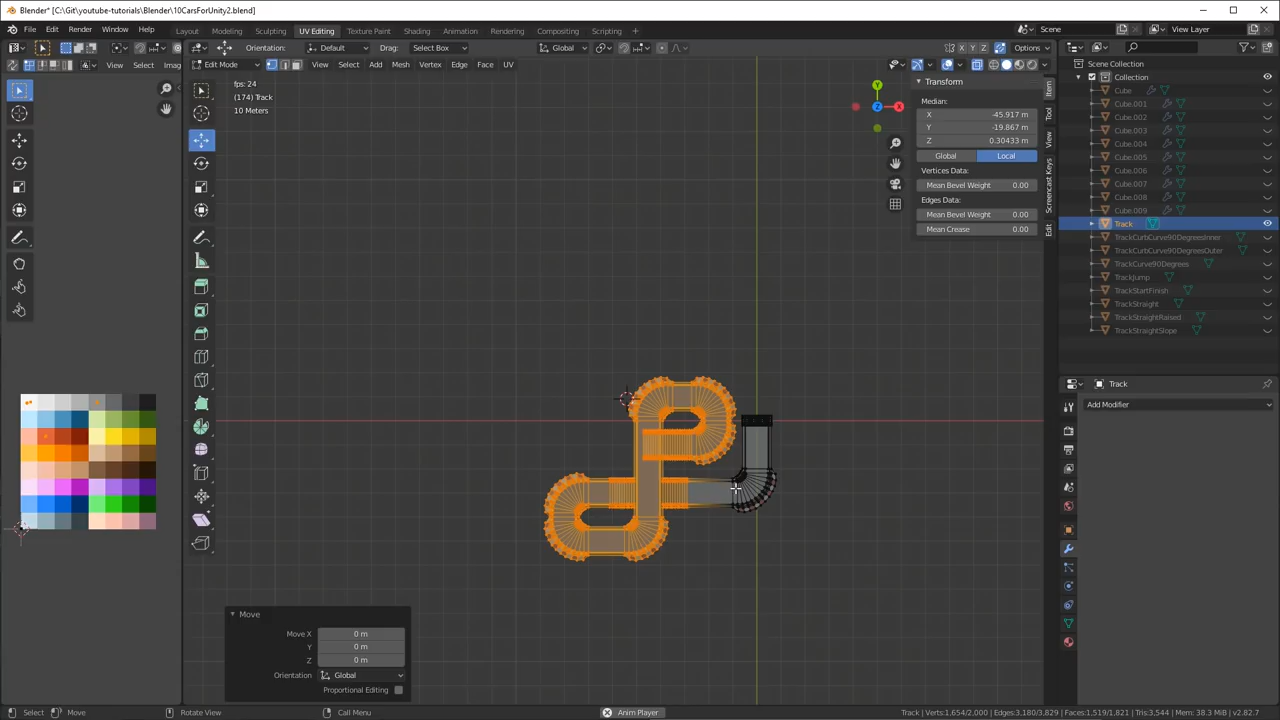 Blender* [C:\Git\youtube-tutorials\Blender\10CarsForUnity2.blend]
File Edit Render Window Help Layout Modeling Sculpting UV Editing Texture Paint Shading Animation Rendering Compositing Scripting + Scene View Layer
Orientation: Default Drag: Select Box Global X Y Z Options
View Select Imag Edit Mode View Select Add Mesh Vertex Edge Face UV
fps: 24
(174) Track
10 Meters
Y
Z X
Transform
Median:
X -45.917 m
Y -19.867 m
Z 0.30433 m
Global Local
Vertices Data:
Mean Bevel Weight 0.00
Edges Data:
Mean Bevel Weight 0.00
Mean Crease 0.00
Item
Tool
View
Screencast Keys
Edit
Scene Collection
Collection
Cube
Cube.001
Cube.002
Cube.003
Cube.004
Cube.005
Cube.006
Cube.007
Cube.008
Cube.009
Track
TrackCurbCurve90DegreesInner
TrackCurbCurve90DegreesOuter
TrackCurve90Degrees
TrackJump
TrackStartFinish
TrackStraight
TrackStraightRaised
TrackStraightSlope
Track
Add Modifier
Move
Move X 0 m
Y 0 m
Z 0 m
Orientation Global
Proportional Editing
Select Move Rotate View Call Menu Anim Player Track | Verts:1,654/2,000 | Edges:3,180/3,829 | Faces:1,519/1,821 | Tris:3,544 | Mem: 38.3 MiB | v2.82.7